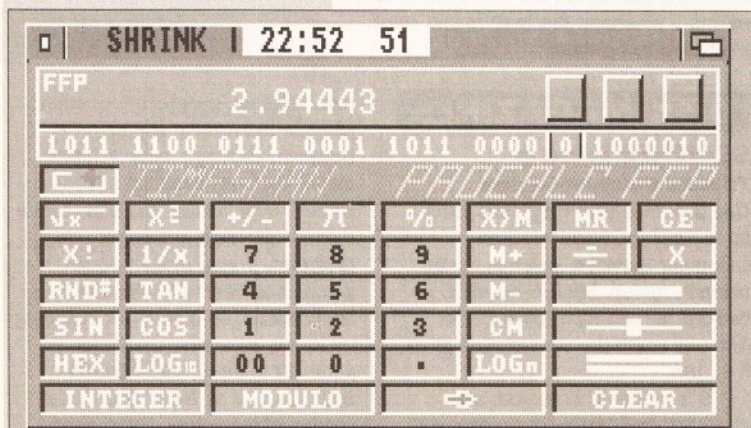 SHRINK 22:52 51
FFP
2.94443
1011 1100 0111 0001 1011 0000 0 1000010
TIMESPAN PROCALC FFP
√x X² +/- π % X>M MR CE
X! 1/x 7 8 9 M+ ÷ X
RND# TAN 4 5 6 M-
SIN COS 1 2 3 CM
HEX LOG₁₀ 00 0 . LOGₙ
INTEGER MODULO CLEAR